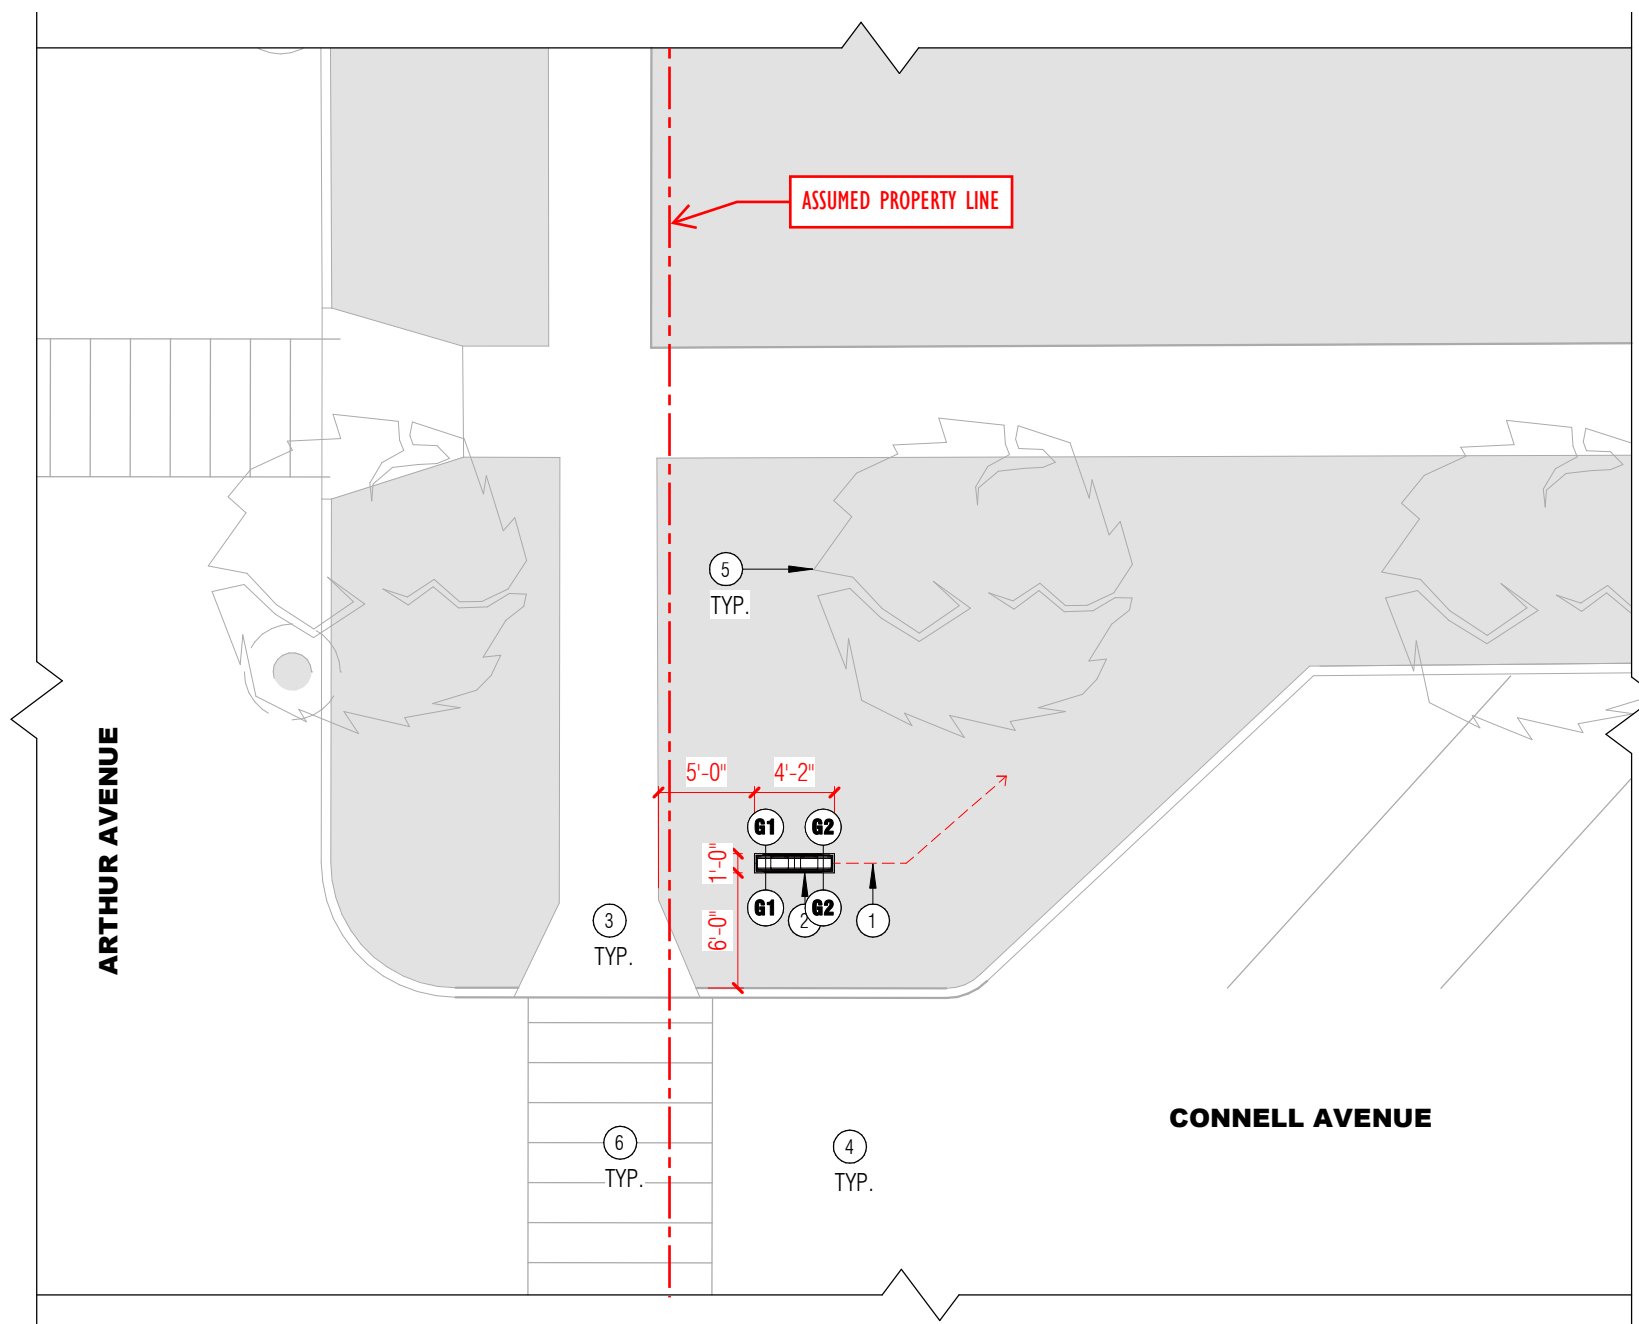 ASSUMED PROPERTY LINE
5
TYP.
5'-0"
4'-2"
G1
G2
1'-0"
G1
2
G2
1
3
TYP.
6'-0"
ARTHUR AVENUE
CONNELL AVENUE
6
TYP.
4
TYP.